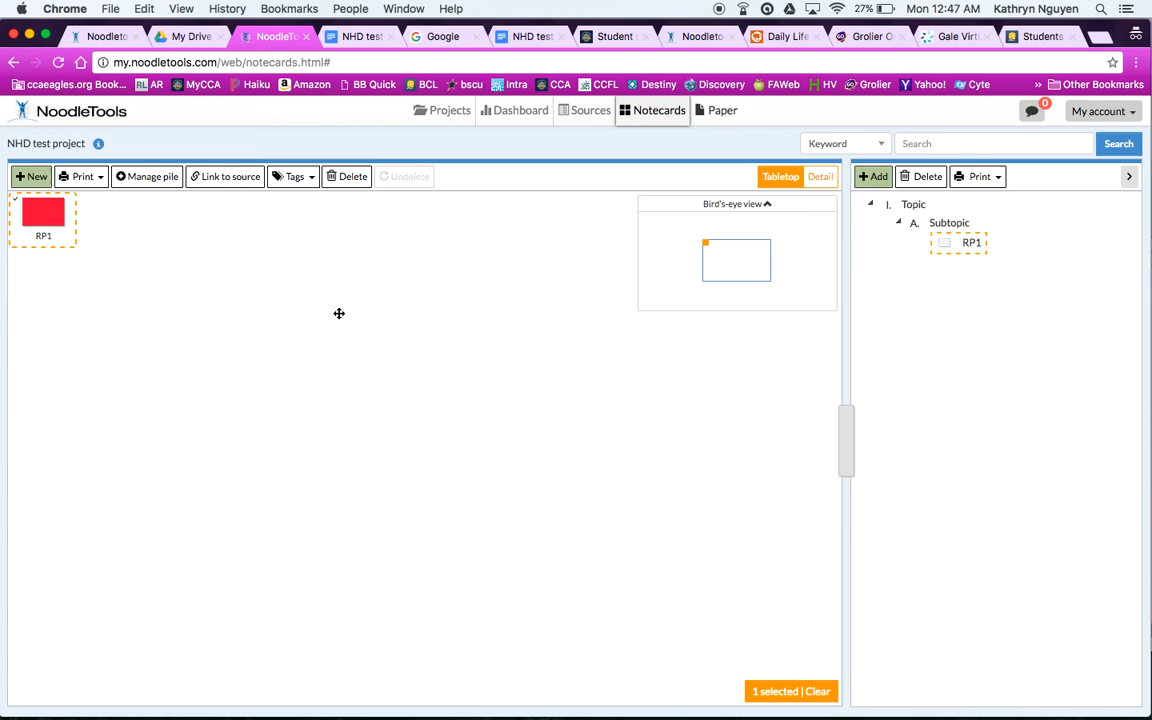 Chrome File Edit View History Bookmarks People Window Help 27% Mon 12:47 AM Kathryn Nguyen
Noodleto My Drive NoodleTo NHD test Google NHD test Student : Noodleto Daily Life Grolier O Gale Virtu Students
my.noodletools.com/web/notecards.html#
ccaeagles.org Book... AR MyCCA Haiku Amazon BB Quick BCL bscu Intra CCA CCFL Destiny Discovery FAWeb HV Grolier Yahoo! Cyte » Other Bookmarks
NoodleTools Projects Dashboard Sources Notecards Paper 0 My account
NHD test project Keyword Search Search
New Print Manage pile Link to source Tags Delete Undelete Tabletop Detail Add Delete Print
Bird's-eye view
RP1
I. Topic
A. Subtopic
RP1
1 selected | Clear